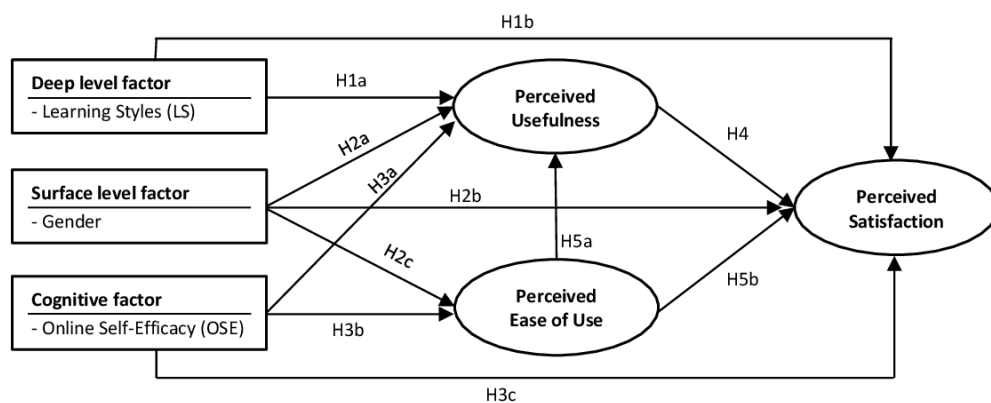 H1b
Deep level factor
- Learning Styles (LS)
H1a
Perceived
Usefulness
H2a
H3a
H4
Surface level factor
- Gender
H2b
Perceived
Satisfaction
H2c
H5a
H5b
Cognitive factor
- Online Self-Efficacy (OSE)
H3b
Perceived
Ease of Use
H3c